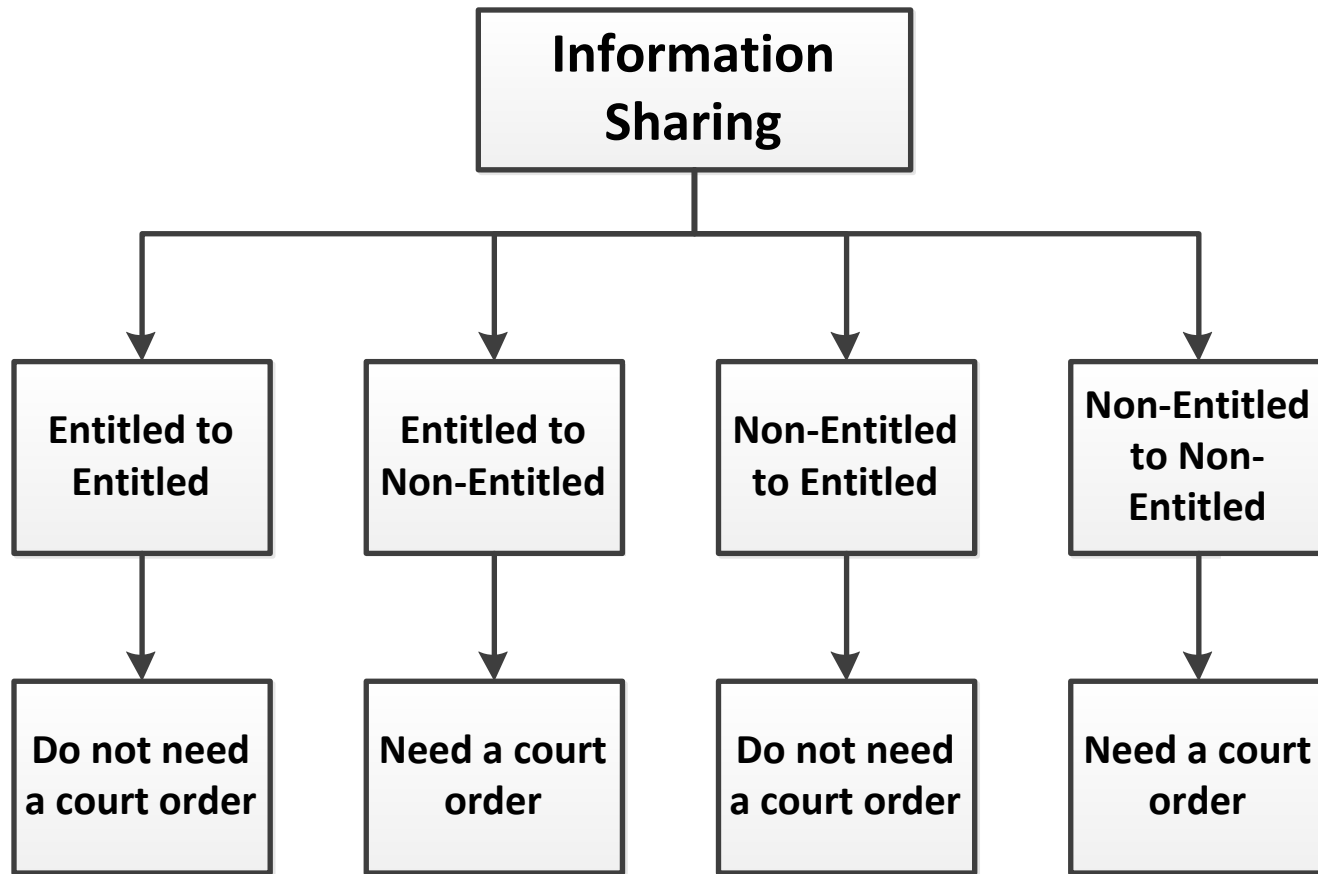 Information
Sharing
Entitled to
Entitled
Entitled to
Non-Entitled
Non-Entitled
to Entitled
Non-Entitled
to Non-
Entitled
Do not need
a court order
Need a court
order
Do not need
a court order
Need a court
order